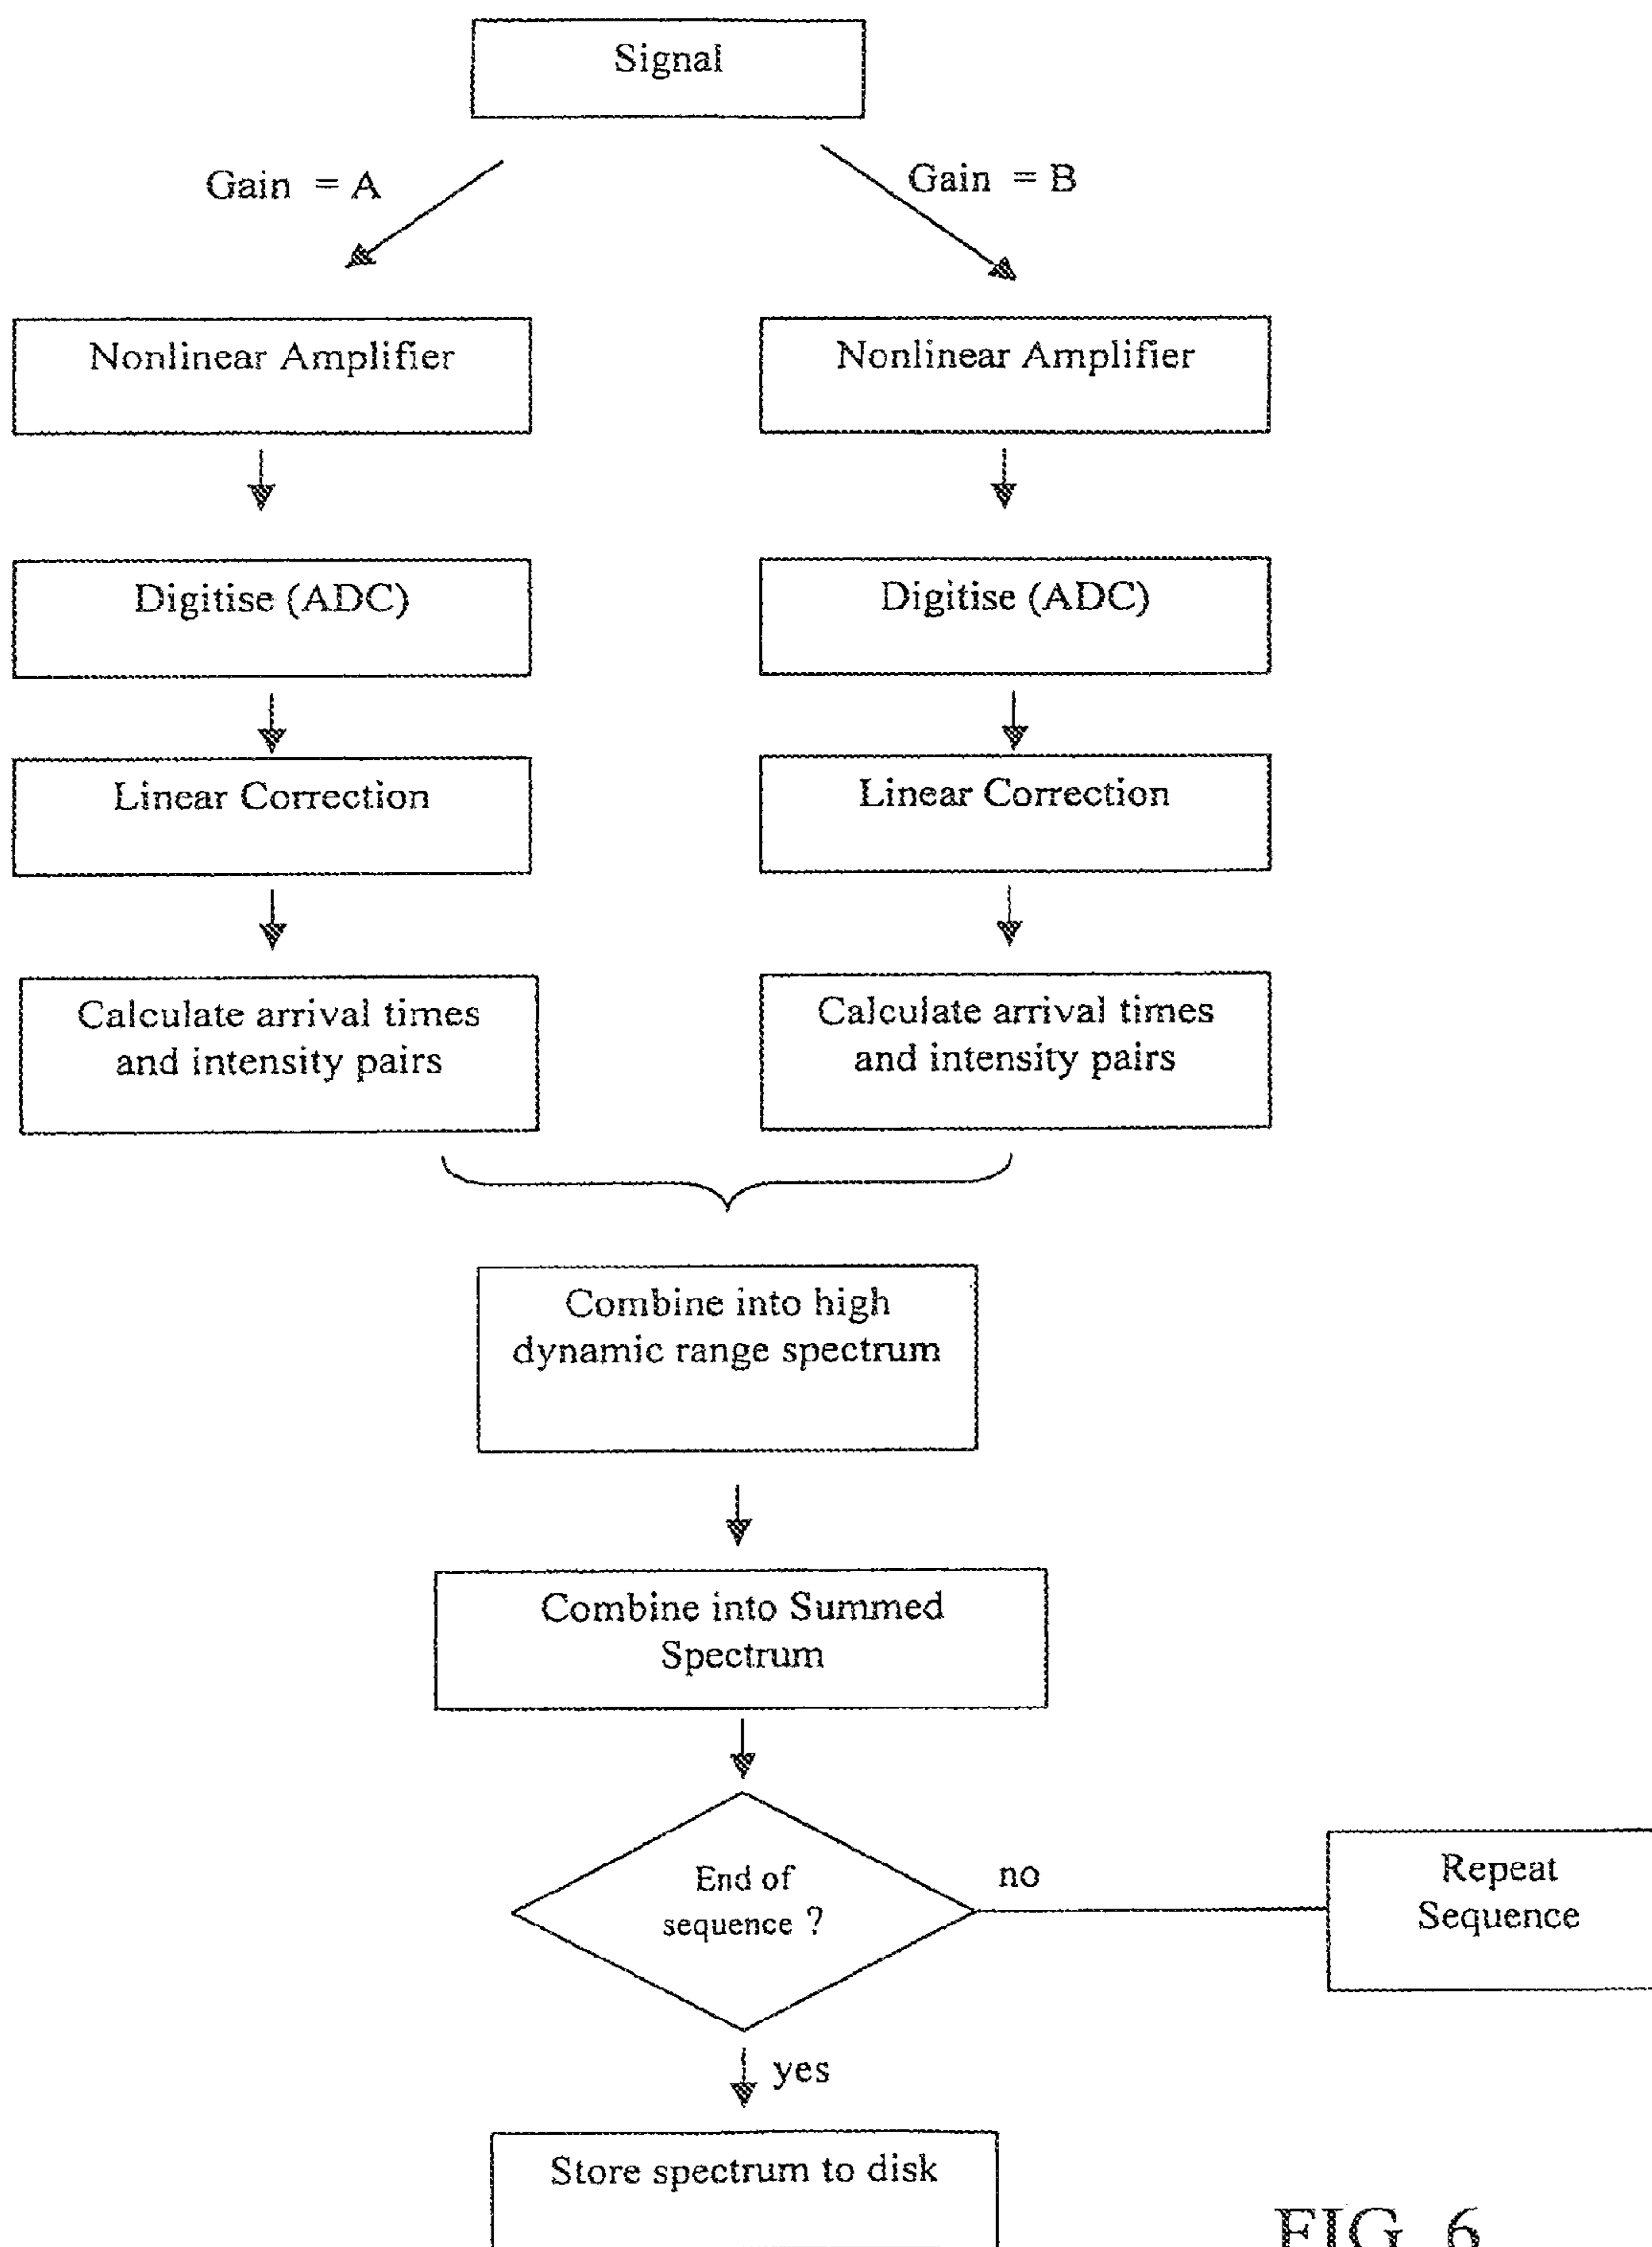 Signal
Gain = A
Gain = B
Nonlinear Amplifier
Nonlinear Amplifier
Digitise (ADC)
Digitise (ADC)
Linear Correction
Linear Correction
Calculate arrival times
and intensity pairs
Calculate arrival times
and intensity pairs
Combine into high
dynamic range spectrum
Combine into Summed
Spectrum
End of
sequence ?
no
Repeat
Sequence
yes
Store spectrum to disk
FIG. 6